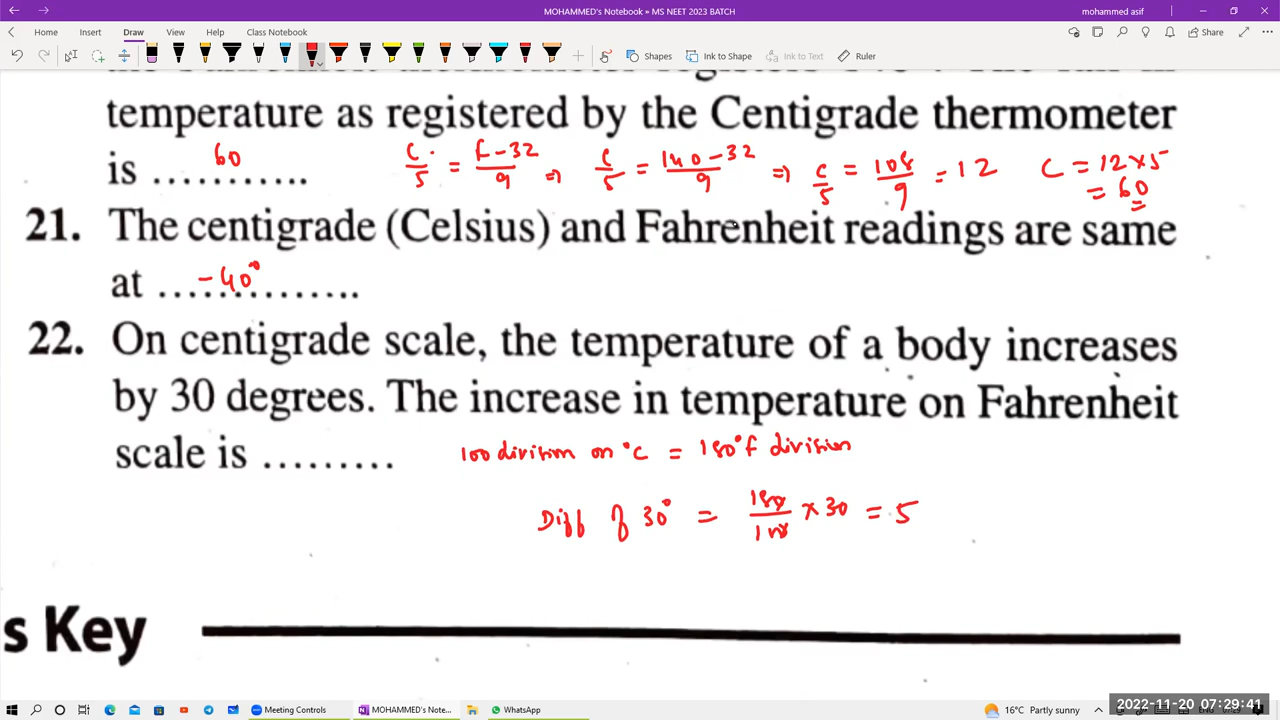 MOHAMMED's Notebook » MS NEET 2023 BATCH
mohammed asif
Home Insert Draw View Help Class Notebook
Share
Shapes Ink to Shape Ink to Text Ink to Math Ruler
temperature as registered by the Centigrade thermometer
is ........... 60
C/5 = f-32/9 ⇒ C/5 = 140-32/9 ⇒ C/5 = 108/9 = 12 C = 12×5
= 60
21. The centigrade (Celsius) and Fahrenheit readings are same
at .............. -40°
22. On centigrade scale, the temperature of a body increases
by 30 degrees. The increase in temperature on Fahrenheit
scale is .........
100 division on °C = 180°f division
Diff of 30° = 180/100 × 30 = 5
s Key
Meeting Controls
MOHAMMED's Note...
WhatsApp
16°C Partly sunny
2022-11-20 07:29:41